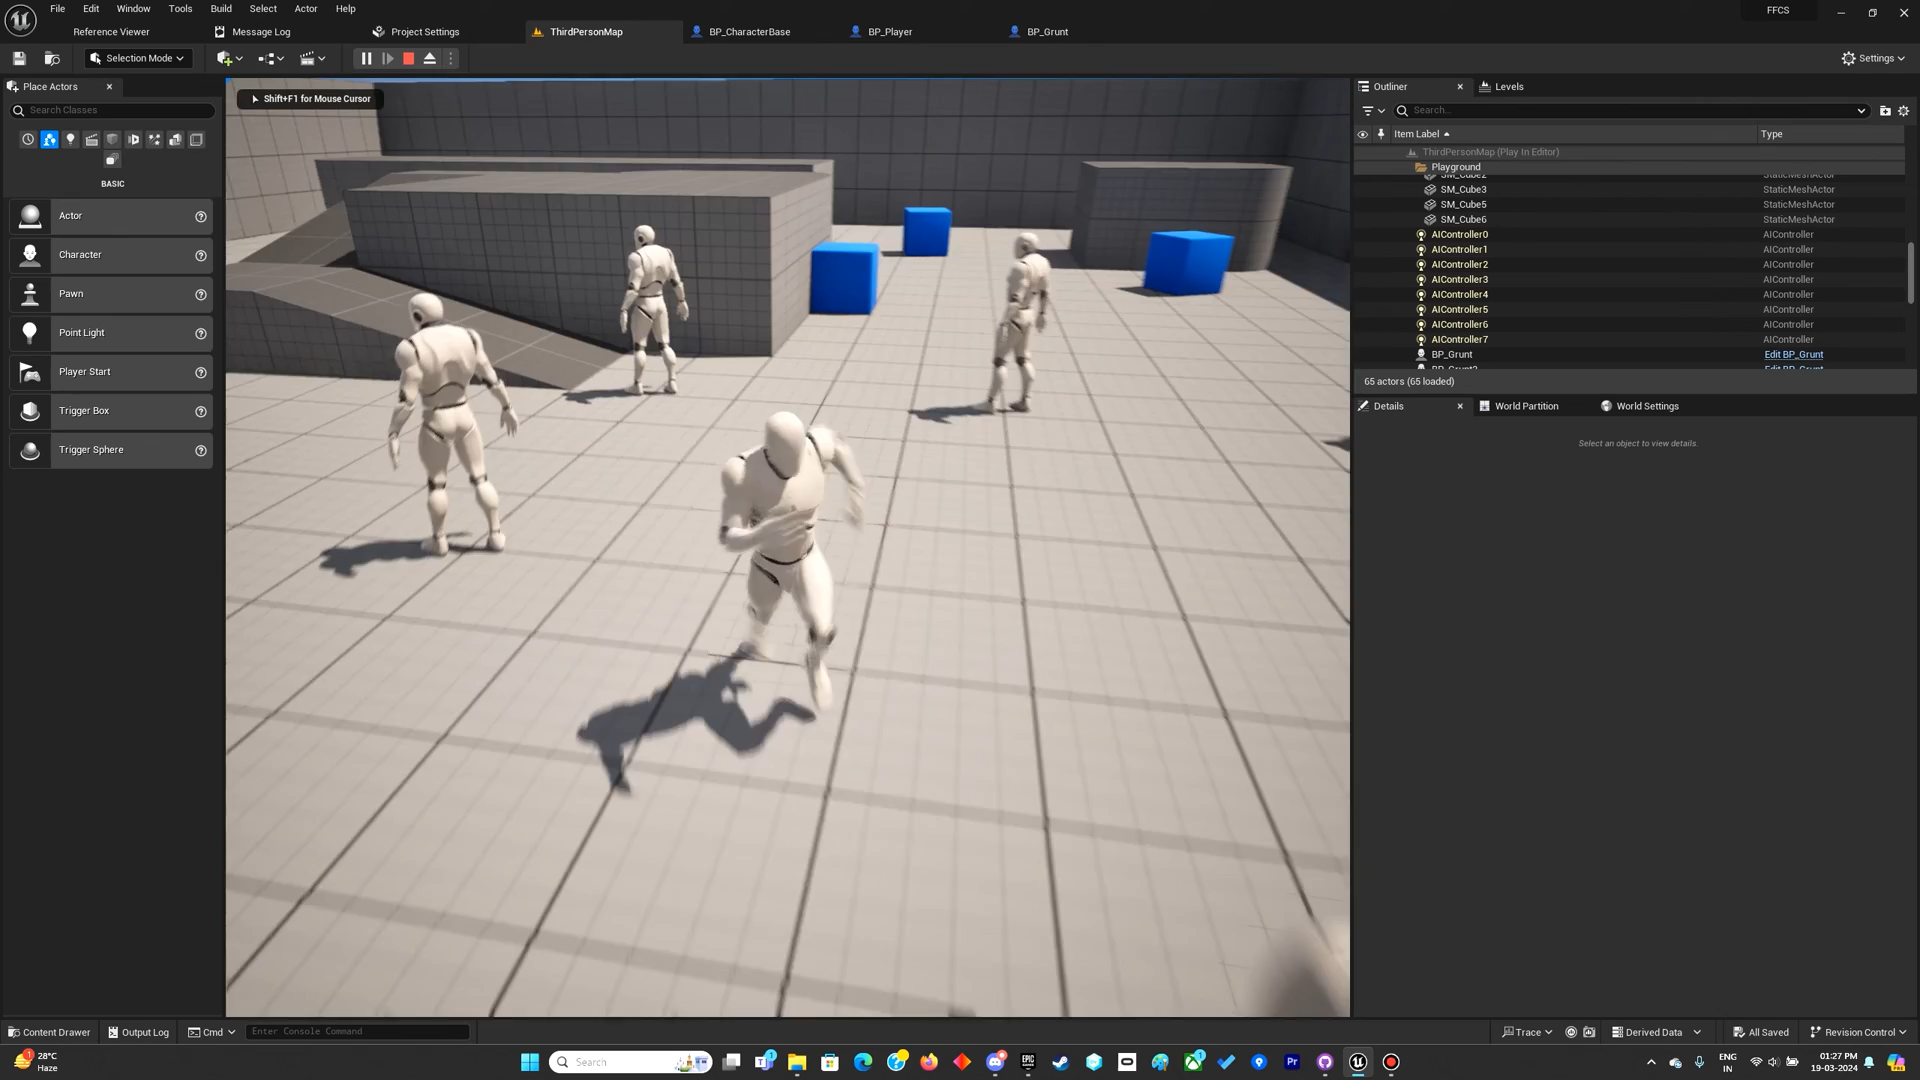 File Edit Window Tools Build Select Actor Help
FFCS
Reference Viewer Message Log Project Settings ThirdPersonMap BP_CharacterBase BP_Player BP_Grunt
Selection Mode
Settings
Place Actors
Search Classes
BASIC
Actor
Character
Pawn
Point Light
Player Start
Trigger Box
Trigger Sphere
Shift+F1 for Mouse Cursor
Outliner Levels
Search...
Item Label Type
ThirdPersonMap (Play In Editor)
Playground
SM_Cube2 StaticMeshActor
SM_Cube3 StaticMeshActor
SM_Cube5 StaticMeshActor
SM_Cube6 StaticMeshActor
AIController0 AIController
AIController1 AIController
AIController2 AIController
AIController3 AIController
AIController4 AIController
AIController5 AIController
AIController6 AIController
AIController7 AIController
BP_Grunt Edit BP_Grunt
65 actors (65 loaded)
Details World Partition World Settings
Select an object to view details.
Content Drawer Output Log Cmd Enter Console Command
Trace Derived Data All Saved Revision Control
28°C
Haze
Search
ENG
IN
01:27 PM
19-03-2024